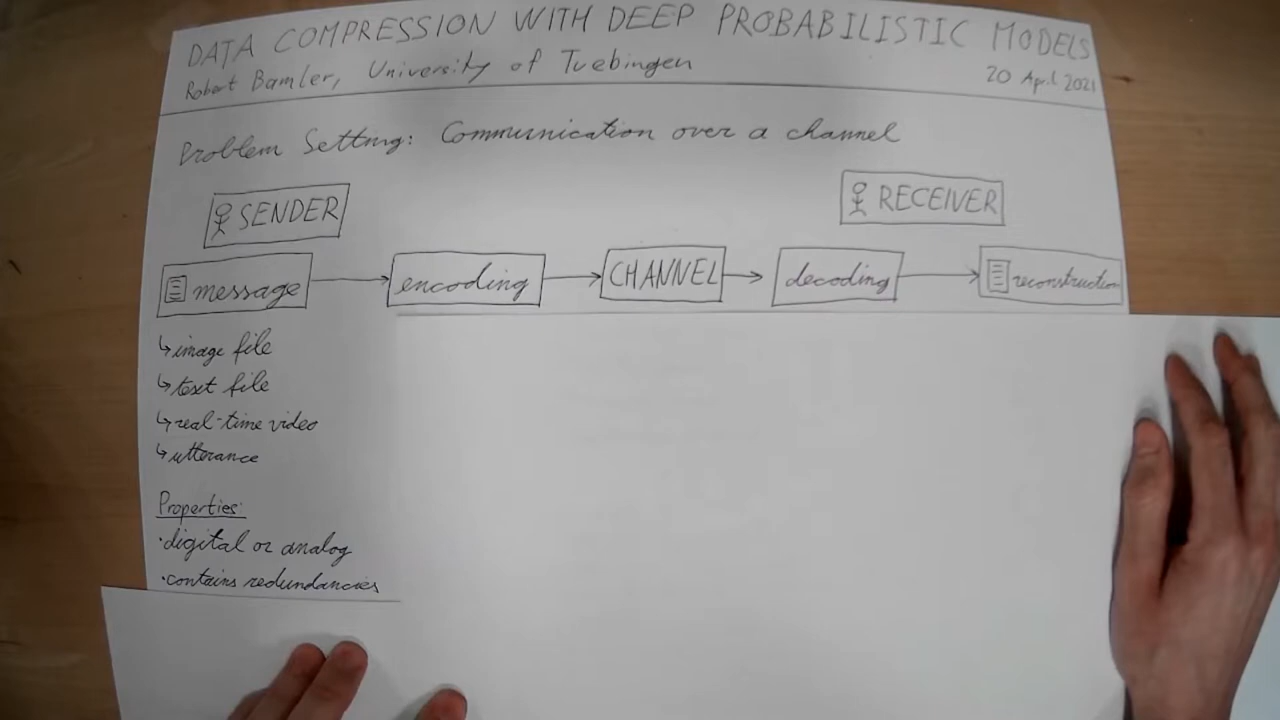 DATA COMPRESSION WITH DEEP PROBABILISTIC MODELS
Robert Bamler, University of Tuebingen
20 April 2021
Problem Setting: Communication over a channel
SENDER
RECEIVER
message
encoding
CHANNEL
decoding
reconstruction
↳image file
↳text file
↳real-time video
↳utterance
Properties:
·digital or analog
·contains redundancies